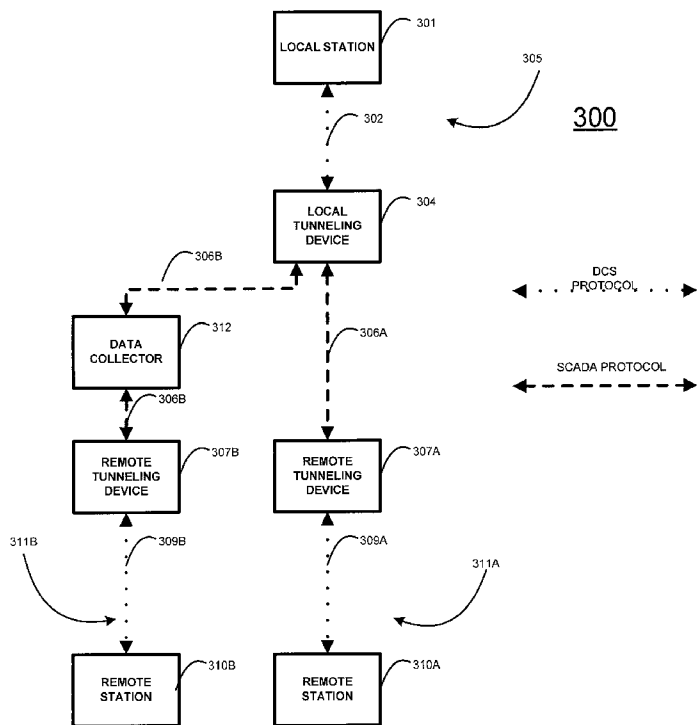 LOCAL STATION
301
305
300
302
LOCAL
TUNNELING
DEVICE
304
306B
DCS
PROTOCOL
DATA
COLLECTOR
312
306A
SCADA PROTOCOL
306B
REMOTE
TUNNELING
DEVICE
307B
REMOTE
TUNNELING
DEVICE
307A
311B
309B
309A
311A
REMOTE
STATION
310B
REMOTE
STATION
310A